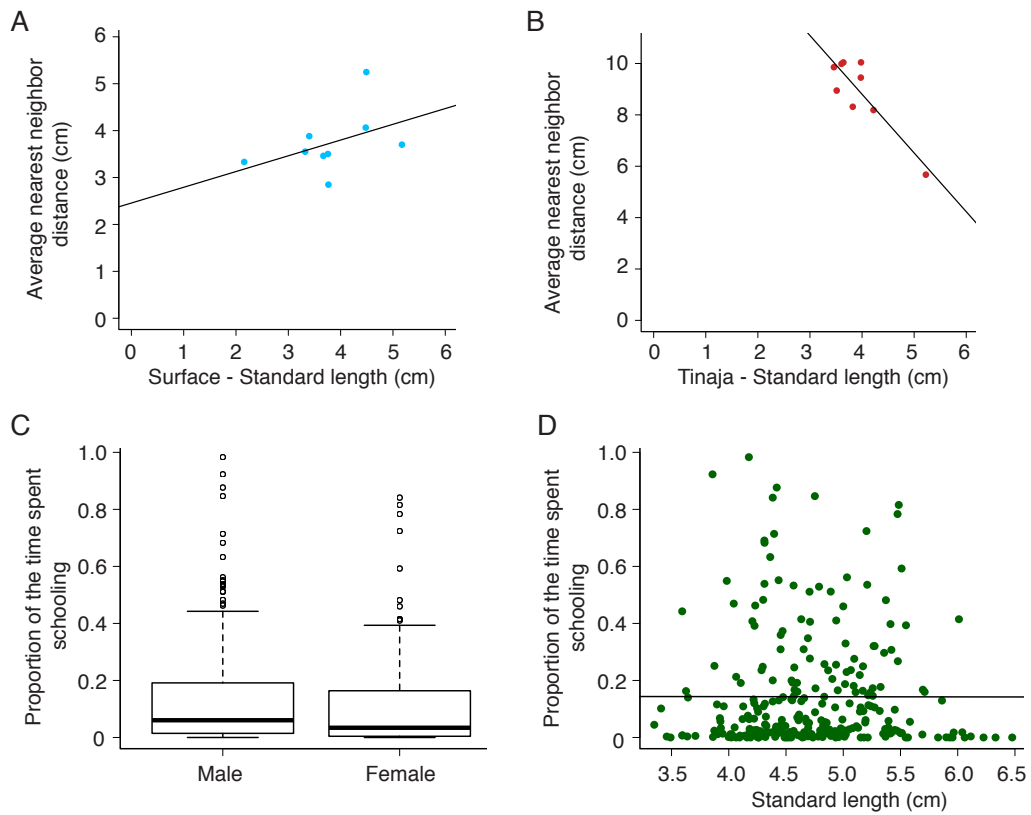 A
Average nearest neighbor
distance (cm)
6
5
4
3
2
1
0
0 1 2 3 4 5 6
Surface - Standard length (cm)
B
Average nearest neighbor
distance (cm)
10
8
6
4
2
0
0 1 2 3 4 5 6
Tinaja - Standard length (cm)
C
Proportion of the time spent
schooling
1.0
0.8
0.6
0.4
0.2
0
Male Female
D
Proportion of the time spent
schooling
1.0
0.8
0.6
0.4
0.2
0
3.5 4.0 4.5 5.0 5.5 6.0 6.5
Standard length (cm)